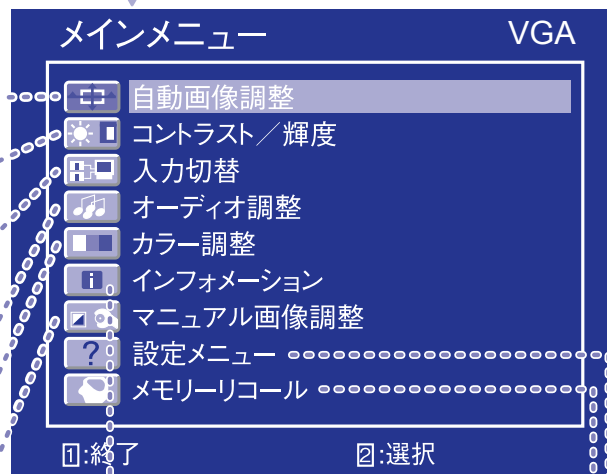 メインメニュー VGA
自動画像調整
コントラスト／輝度
入力切替
オーディオ調整
カラー調整
i インフォメーション
マニュアル画像調整
? 設定メニュー
メモリーリコール
1:終了 2:選択